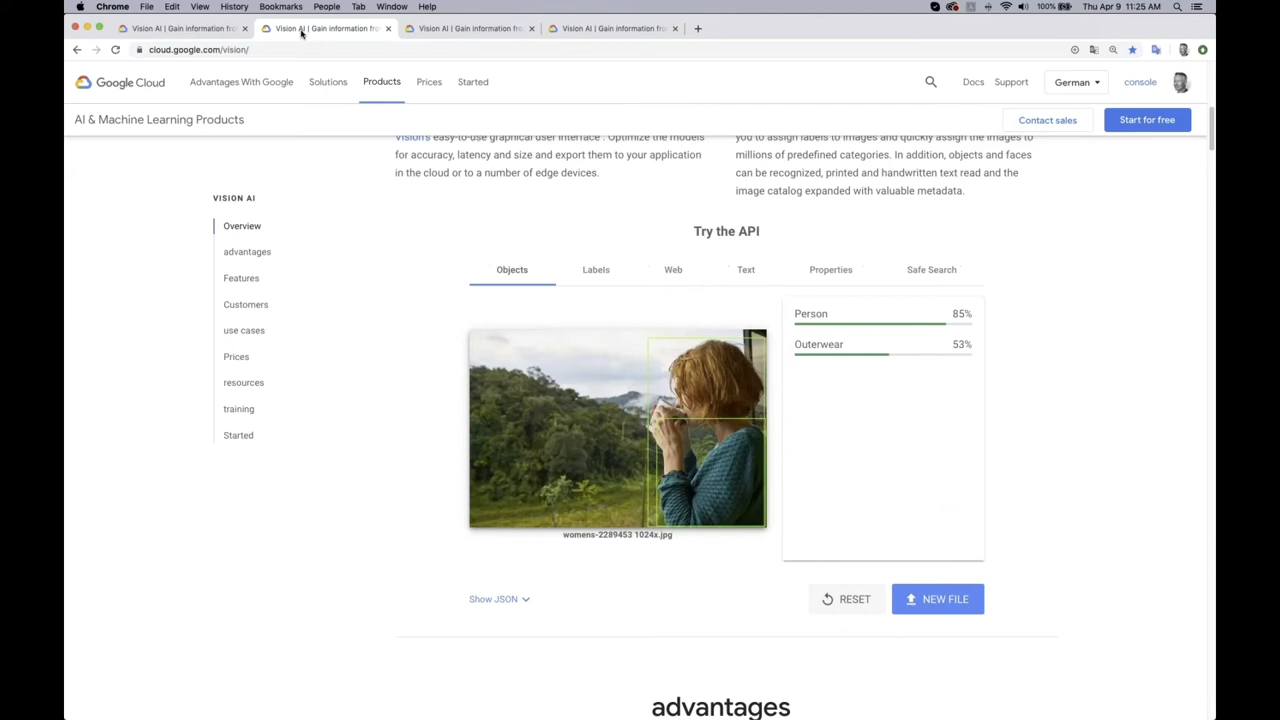 Chrome File Edit View History Bookmarks People Tab Window Help
100% Thu Apr 9 11:25 AM
Vision AI | Gain information fro
Vision AI | Gain information fro
Vision AI | Gain information fro
Vision AI | Gain information fro
cloud.google.com/vision/
Google Cloud Advantages With Google Solutions Products Prices Started Docs Support German console
AI & Machine Learning Products Contact sales Start for free
Vision's easy-to-use graphical user interface . Optimize the models
for accuracy, latency and size and export them to your application
in the cloud or to a number of edge devices.
you to assign labels to images and quickly assign the images to
millions of predefined categories. In addition, objects and faces
can be recognized, printed and handwritten text read and the
image catalog expanded with valuable metadata.
VISION AI
Overview
advantages
Features
Customers
use cases
Prices
resources
training
Started
Try the API
Objects Labels Web Text Properties Safe Search
Person 85%
Outerwear 53%
womens-2289453 1024x.jpg
Show JSON RESET NEW FILE
advantages